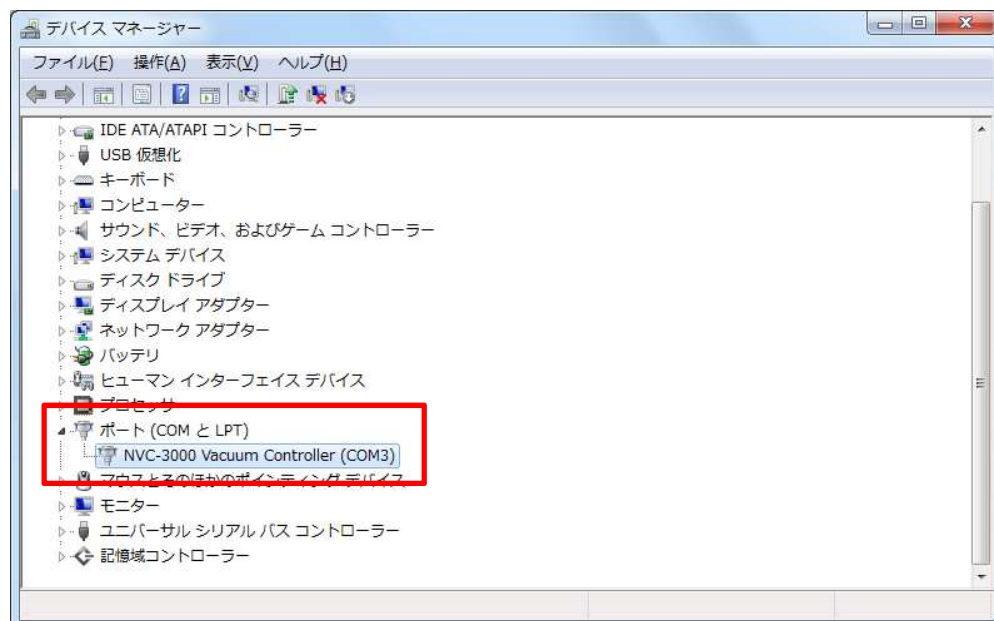 デバイス マネージャー
ファイル(F) 操作(A) 表示(V) ヘルプ(H)
IDE ATA/ATAPI コントローラー
USB 仮想化
キーボード
コンピューター
サウンド、ビデオ、およびゲーム コントローラー
システム デバイス
ディスク ドライブ
ディスプレイ アダプター
ネットワーク アダプター
バッテリ
ヒューマン インターフェイス デバイス
プロセッサ
ポート (COM と LPT)
NVC-3000 Vacuum Controller (COM3)
マウスとそのほかのポインティング デバイス
モニター
ユニバーサル シリアル バス コントローラー
記憶域コントローラー